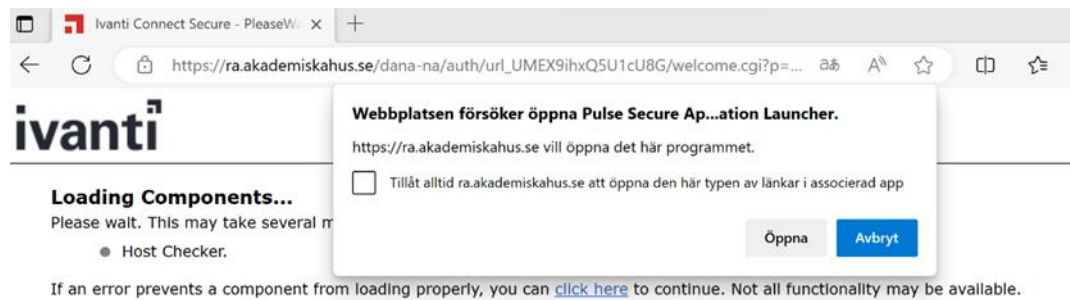 Ivanti Connect Secure - PleaseW
https://ra.akademiskahus.se/dana-na/auth/url_UMEX9ihxQ5U1cU8G/welcome.cgi?p=...
ivanti
Webbplatsen försöker öppna Pulse Secure Ap...ation Launcher.
https://ra.akademiskahus.se vill öppna det här programmet.
Tillåt alltid ra.akademiskahus.se att öppna den här typen av länkar i associerad app
Öppna Avbryt
Loading Components...
Please wait. This may take several
Host Checker.
If an error prevents a component from loading properly, you can click here to continue. Not all functionality may be available.